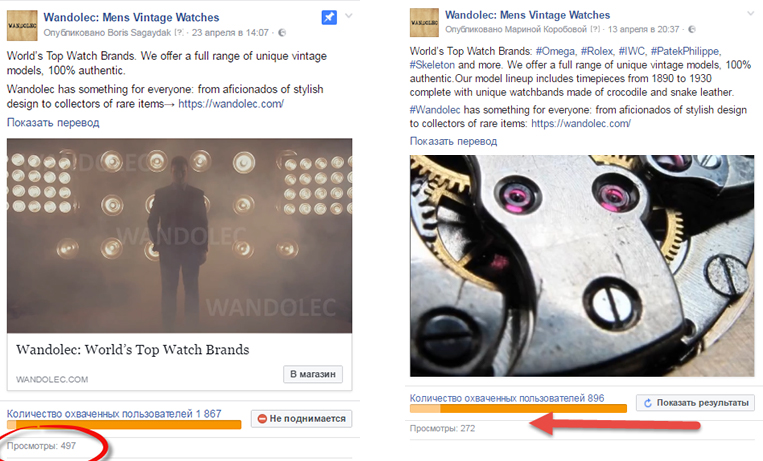 Wandolec: Mens Vintage Watches
Опубликовано Boris Sagaydak [?] · 23 апреля в 14:07 ·
World's Top Watch Brands. We offer a full range of unique vintage
models, 100% authentic.
Wandolec has something for everyone: from aficionados of stylish
design to collectors of rare items→ https://wandolec.com/
Показать перевод
WANDOLEC
WANDOLEC
WANDOLEC
Wandolec: World's Top Watch Brands
В магазин
WANDOLEC.COM
Количество охваченных пользователей 1 867
Не поднимается
Просмотры: 497
WANDOLEC
Wandolec: Mens Vintage Watches
Опубликовано Мариной Коробовой [?] · 13 апреля в 20:37 ·
World's Top Watch Brands: #Omega, #Rolex, #IWC, #PatekPhilippe,
#Skeleton and more. We offer a full range of unique vintage models, 100%
authentic.Our model lineup includes timepieces from 1890 to 1930
complete with unique watchbands made of crocodile and snake leather.
#Wandolec has something for everyone: from aficionados of stylish design
to collectors of rare items: https://wandolec.com/
Показать перевод
Количество охваченных пользователей 896
Показать результаты
Просмотры: 272